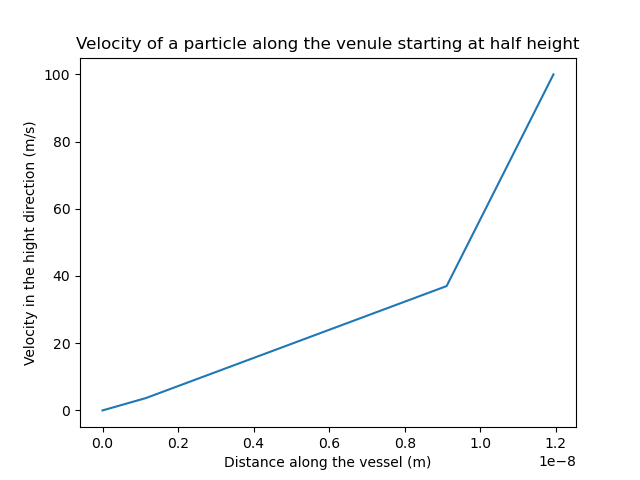 Velocity of a particle along the venule starting at half height
Velocity in the hight direction (m/s)
100
80
60
40
20
0
0.0 0.2 0.4 0.6 0.8 1.0 1.2
1e−8
Distance along the vessel (m)